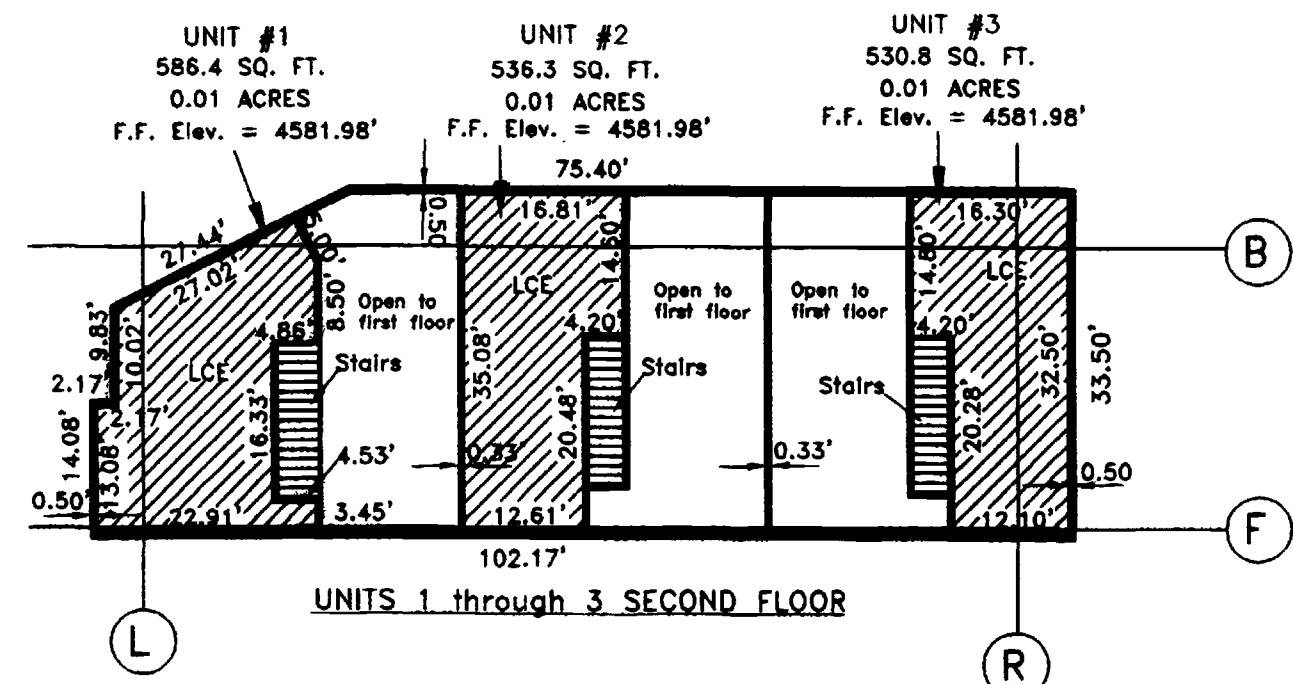 UNIT #1
586.4 SQ. FT.
0.01 ACRES
F.F. Elev. = 4581.98'
UNIT #2
536.3 SQ. FT.
0.01 ACRES
F.F. Elev. = 4581.98'
UNIT #3
530.8 SQ. FT.
0.01 ACRES
F.F. Elev. = 4581.98'
75.40'
27.44'
27.02'
5.00'
0.50
16.81'
14.60'
16.30'
14.80'
B
LCE
LCE
LCE
9.83'
10.02'
8.50'
Open to
first floor
Open to
first floor
Open to
first floor
4.86'
4.20'
4.20'
2.17'
2.17'
Stairs
Stairs
Stairs
35.08'
32.50'
33.50'
14.08'
13.08'
16.33'
20.48'
20.28'
4.53'
0.33'
0.33'
0.50
0.50'
22.91'
3.45'
12.61'
12.10'
F
102.17'
UNITS 1 through 3 SECOND FLOOR
L
R